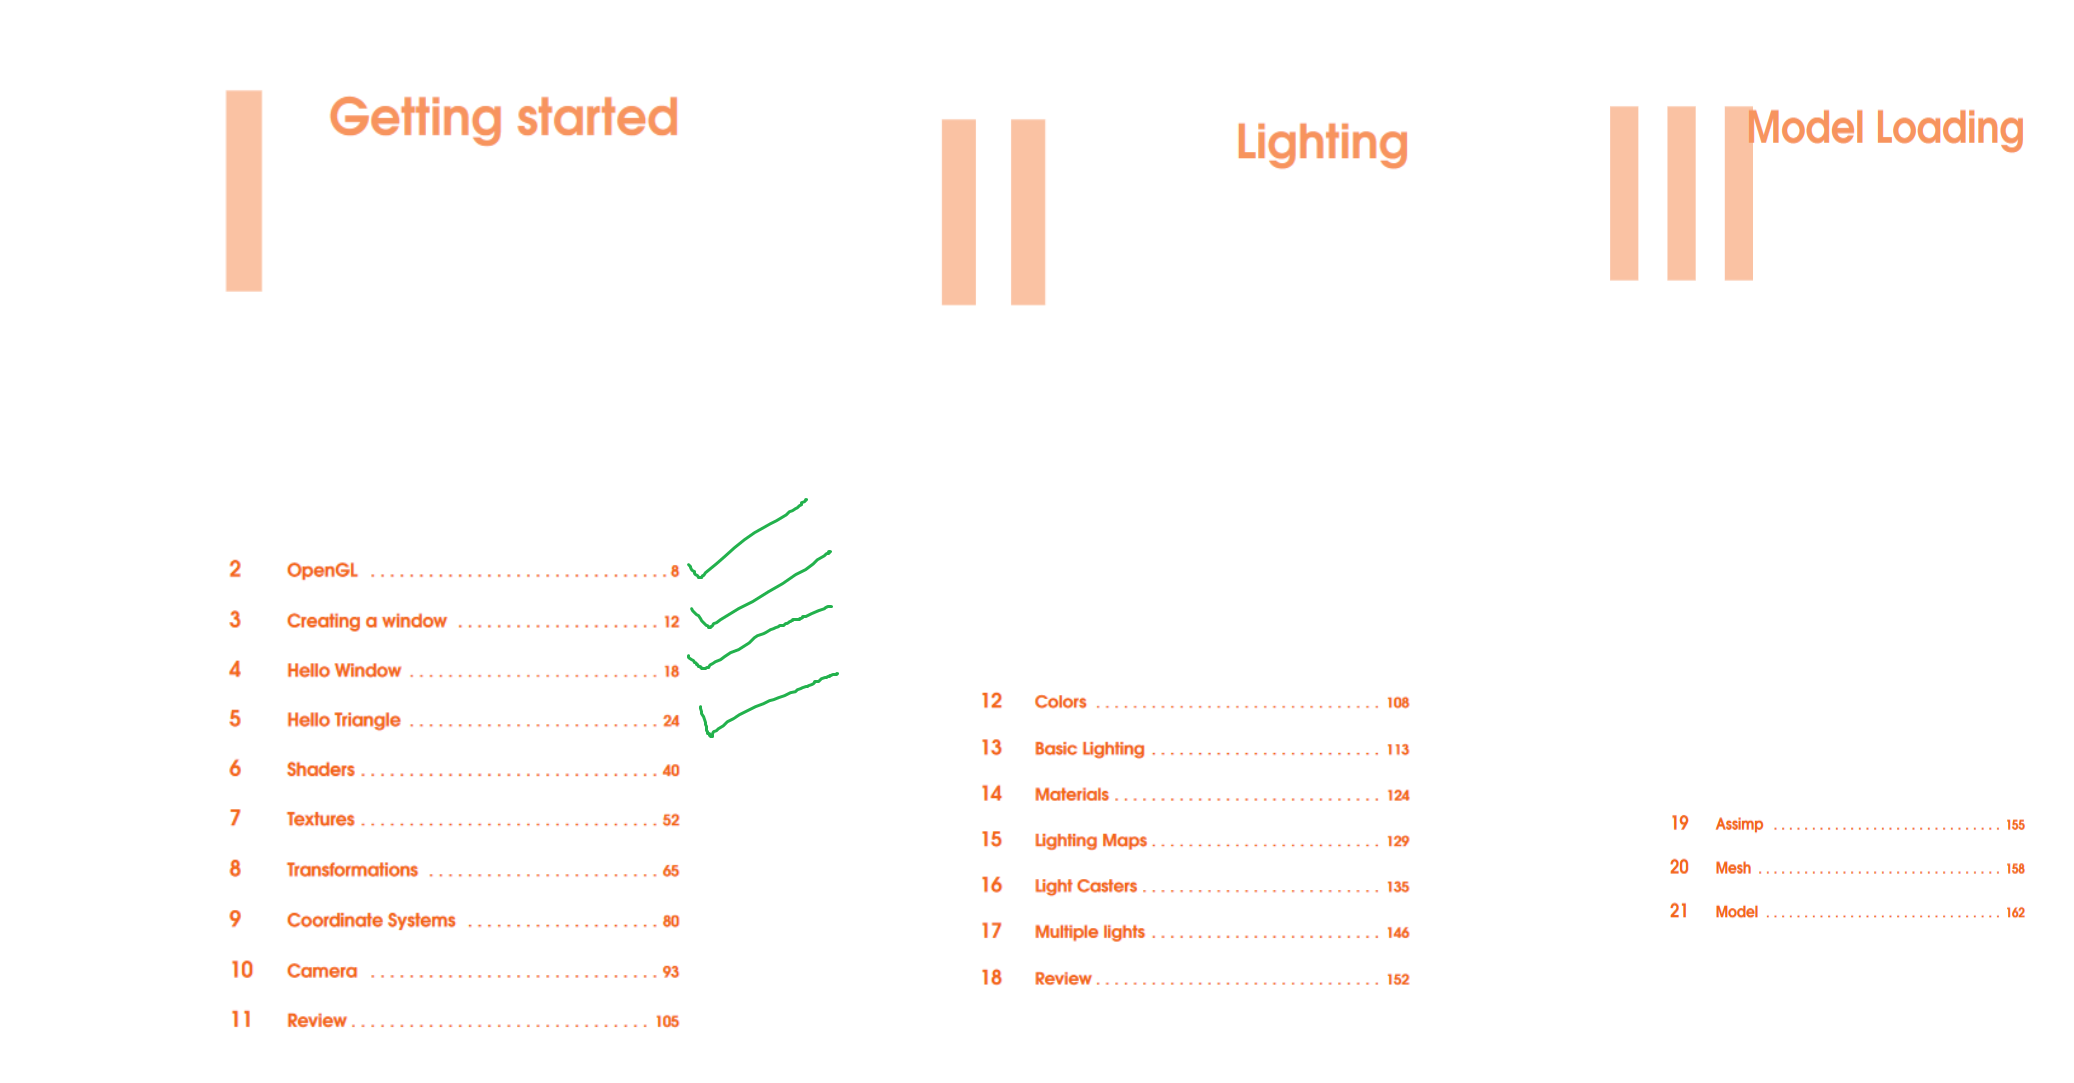 Getting started
2 OpenGL . . . . . . . . . . . . . . . . . . . . . . . . . . . . . . . 8
3 Creating a window . . . . . . . . . . . . . . . . . . . . . 12
4 Hello Window . . . . . . . . . . . . . . . . . . . . . . . . . . 18
5 Hello Triangle . . . . . . . . . . . . . . . . . . . . . . . . . . 24
6 Shaders . . . . . . . . . . . . . . . . . . . . . . . . . . . . . . . 40
7 Textures . . . . . . . . . . . . . . . . . . . . . . . . . . . . . . . 52
8 Transformations . . . . . . . . . . . . . . . . . . . . . . . . 65
9 Coordinate Systems . . . . . . . . . . . . . . . . . . . . 80
10 Camera . . . . . . . . . . . . . . . . . . . . . . . . . . . . . . 93
11 Review . . . . . . . . . . . . . . . . . . . . . . . . . . . . . . . 105
Lighting
12 Colors . . . . . . . . . . . . . . . . . . . . . . . . . . . . . . 108
13 Basic Lighting . . . . . . . . . . . . . . . . . . . . . . . . . 113
14 Materials . . . . . . . . . . . . . . . . . . . . . . . . . . . . . 124
15 Lighting Maps . . . . . . . . . . . . . . . . . . . . . . . . . 129
16 Light Casters . . . . . . . . . . . . . . . . . . . . . . . . . . 135
17 Multiple lights . . . . . . . . . . . . . . . . . . . . . . . . . 146
18 Review . . . . . . . . . . . . . . . . . . . . . . . . . . . . . . . 152
Model Loading
19 Assimp . . . . . . . . . . . . . . . . . . . . . . . . . . . . . . 155
20 Mesh . . . . . . . . . . . . . . . . . . . . . . . . . . . . . . . . 158
21 Model . . . . . . . . . . . . . . . . . . . . . . . . . . . . . . . 162